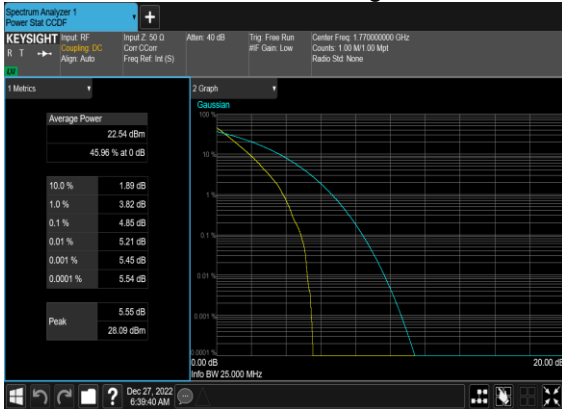 Spectrum Analyzer 1
Power Stat CCDF
+
KEYSIGHT Input: RF Input Z: 50 Ω Atten: 40 dB Trig: Free Run Center Freq: 1.770000000 GHz
R T Coupling: DC Corr CCorr #IF Gain: Low Counts: 1.00 M/1.00 Mpt
Align: Auto Freq Ref: Int (S) Radio Std: None
1 Metrics
2 Graph
Average Power
22.54 dBm
45.96 % at 0 dB
10.0 % 1.89 dB
1.0 % 3.82 dB
0.1 % 4.85 dB
0.01 % 5.21 dB
0.001 % 5.45 dB
0.0001 % 5.54 dB
Peak
5.55 dB
28.09 dBm
Gaussian
100 %
10 %
1 %
0.1 %
0.01 %
0.001 %
0.0001 %
0.00 dB 20.00 dB
Info BW 25.000 MHz
? Dec 27, 2022
6:39:40 AM